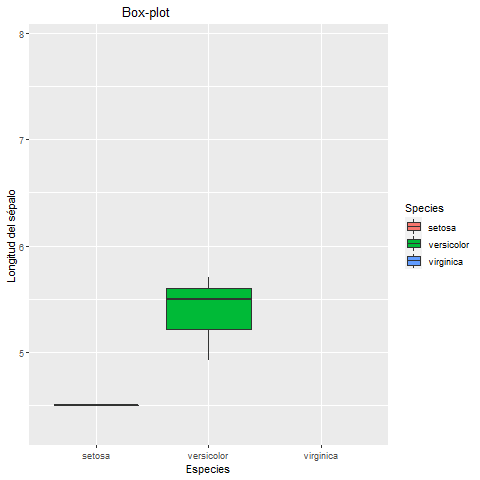 Box-plot
8
7
6
5
Longitud del sépalo
setosa
versicolor
virginica
Especies
Species
setosa
versicolor
virginica